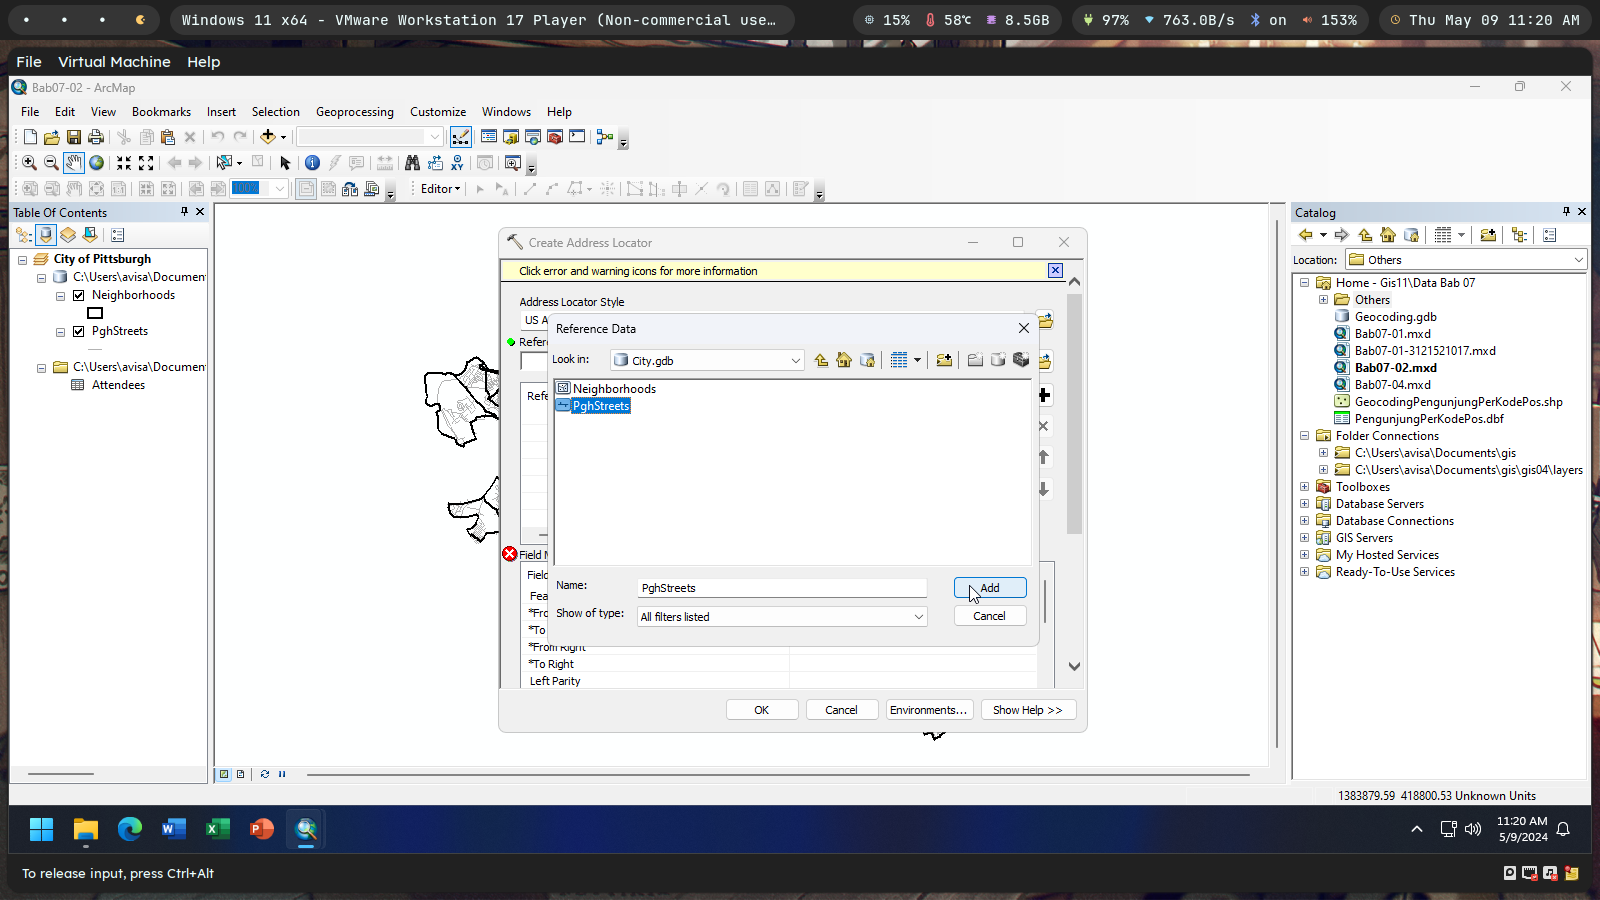 Windows 11 x64 - VMware Workstation 17 Player (Non-commercial use…
15%
58℃
8.5GB
97%
763.0B/s
on
153%
Thu May 09 11:20 AM
File Virtual Machine Help
Bab07-02 - ArcMap
File Edit View Bookmarks Insert Selection Geoprocessing Customize Windows Help
100%
Editor
Table Of Contents
City of Pittsburgh
C:\Users\avisa\Documen
Neighborhoods
PghStreets
C:\Users\avisa\Documen
Attendees
Create Address Locator
Click error and warning icons for more information
Address Locator Style
US A
Refer
Refe
Field M
Field
Fea
*Fro
*To
*From Right
*To Right
Left Parity
OK Cancel Environments... Show Help >>
Reference Data
Look in: City.gdb
Neighborhoods
PghStreets
Name: PghStreets Add
Show of type: All filters listed Cancel
Catalog
Location: Others
Home - Gis11\Data Bab 07
Others
Geocoding.gdb
Bab07-01.mxd
Bab07-01-3121521017.mxd
Bab07-02.mxd
Bab07-04.mxd
GeocodingPengunjungPerKodePos.shp
PengunjungPerKodePos.dbf
Folder Connections
C:\Users\avisa\Documents\gis
C:\Users\avisa\Documents\gis\gis04\layers
Toolboxes
Database Servers
Database Connections
GIS Servers
My Hosted Services
Ready-To-Use Services
1383879.59 418800.53 Unknown Units
11:20 AM
5/9/2024
To release input, press Ctrl+Alt